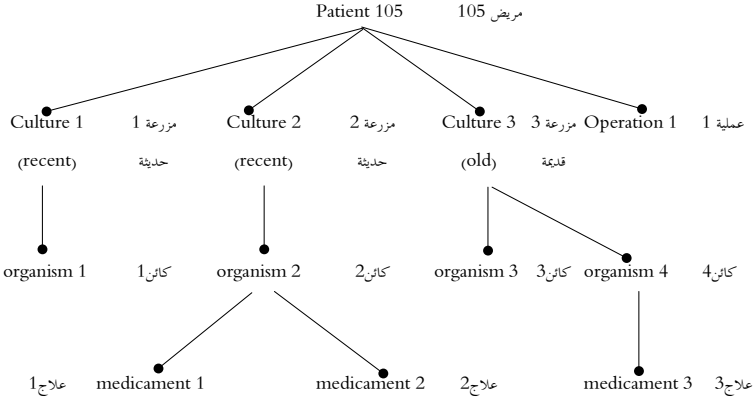 Patient 105 مريض 105
Culture 1 مزرعة 1 Culture 2 مزرعة 2 Culture 3 مزرعة 3 Operation 1 عملية 1
(recent) حديثة (recent) حديثة (old) قديمة
organism 1 كائن1 organism 2 كائن2 organism 3 كائن3 organism 4 كائن4
علاج1 medicament 1 medicament 2 علاج2 medicament 3 علاج3